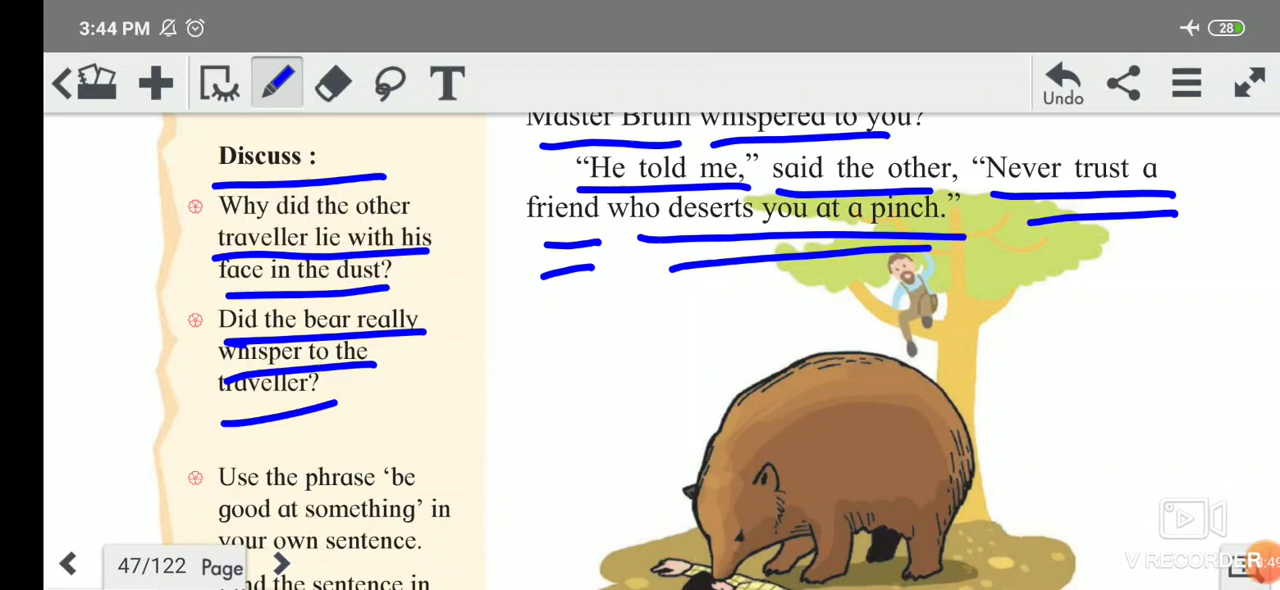 3:44 PM
28
T
Undo
Master Bruin whispered to you?
“He told me,” said the other, “Never trust a
friend who deserts you at a pinch.”
Discuss :
Why did the other
traveller lie with his
face in the dust?
Did the bear really
whisper to the
traveller?
Use the phrase ‘be
good at something’ in
your own sentence.
the sentence in
47/122 Page
V RECORDER